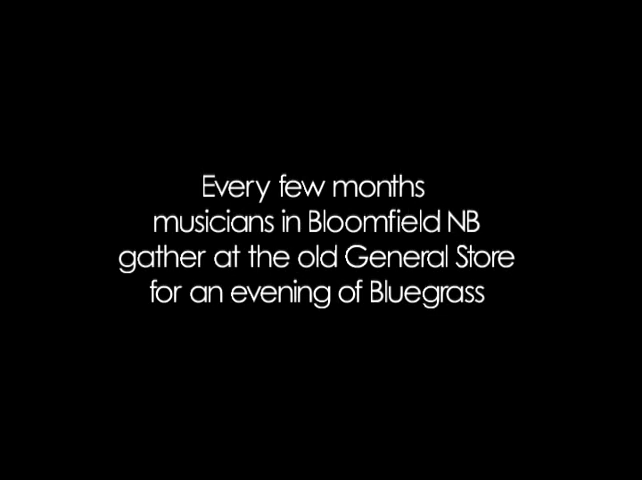 Every few months
musicians in Bloomfield NB
gather at the old General Store
for an evening of Bluegrass